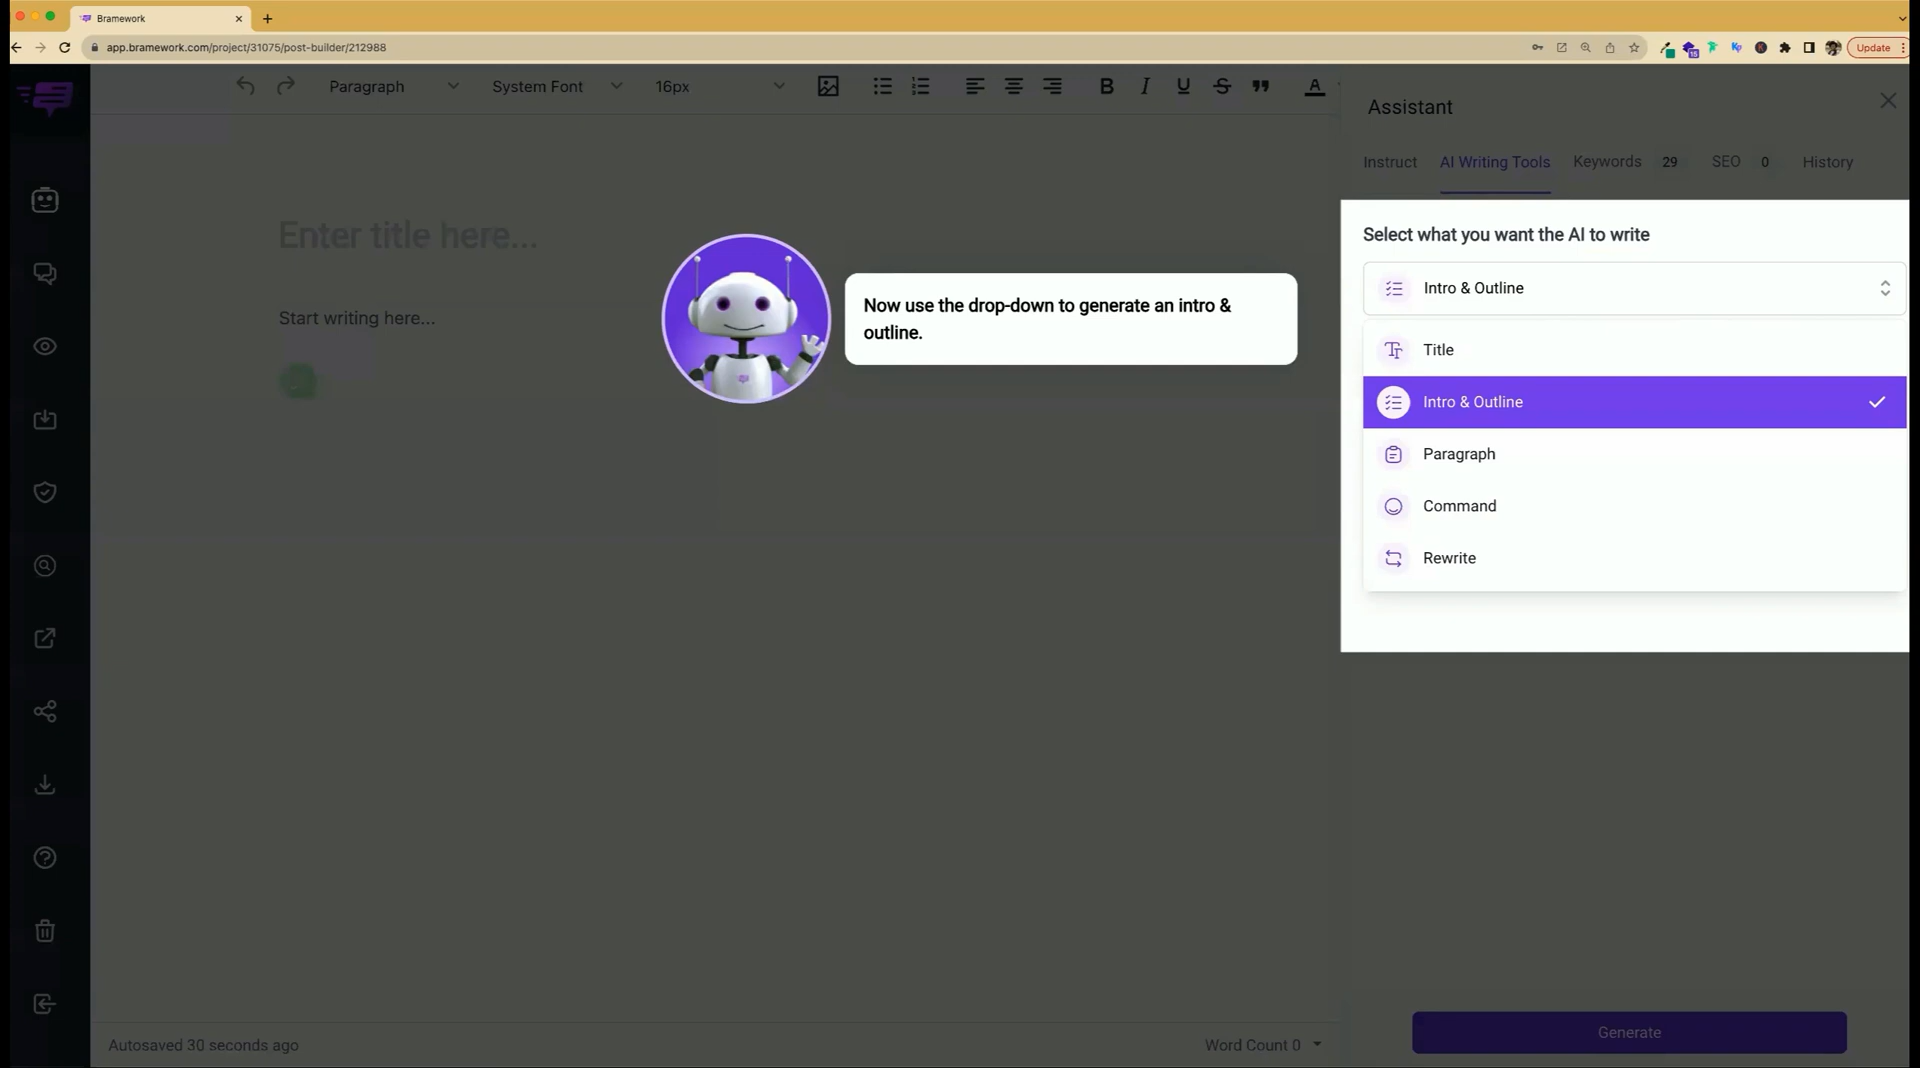 Bramework
app.bramework.com/project/31075/post-builder/212988
Update
Paragraph
System Font
16px
Assistant
Instruct
AI Writing Tools
Keywords 29
SEO 0
History
Enter title here...
Start writing here...
Now use the drop-down to generate an intro &
outline.
Select what you want the AI to write
Intro & Outline
Title
Intro & Outline
Paragraph
Command
Rewrite
Autosaved 30 seconds ago
Word Count 0
Generate